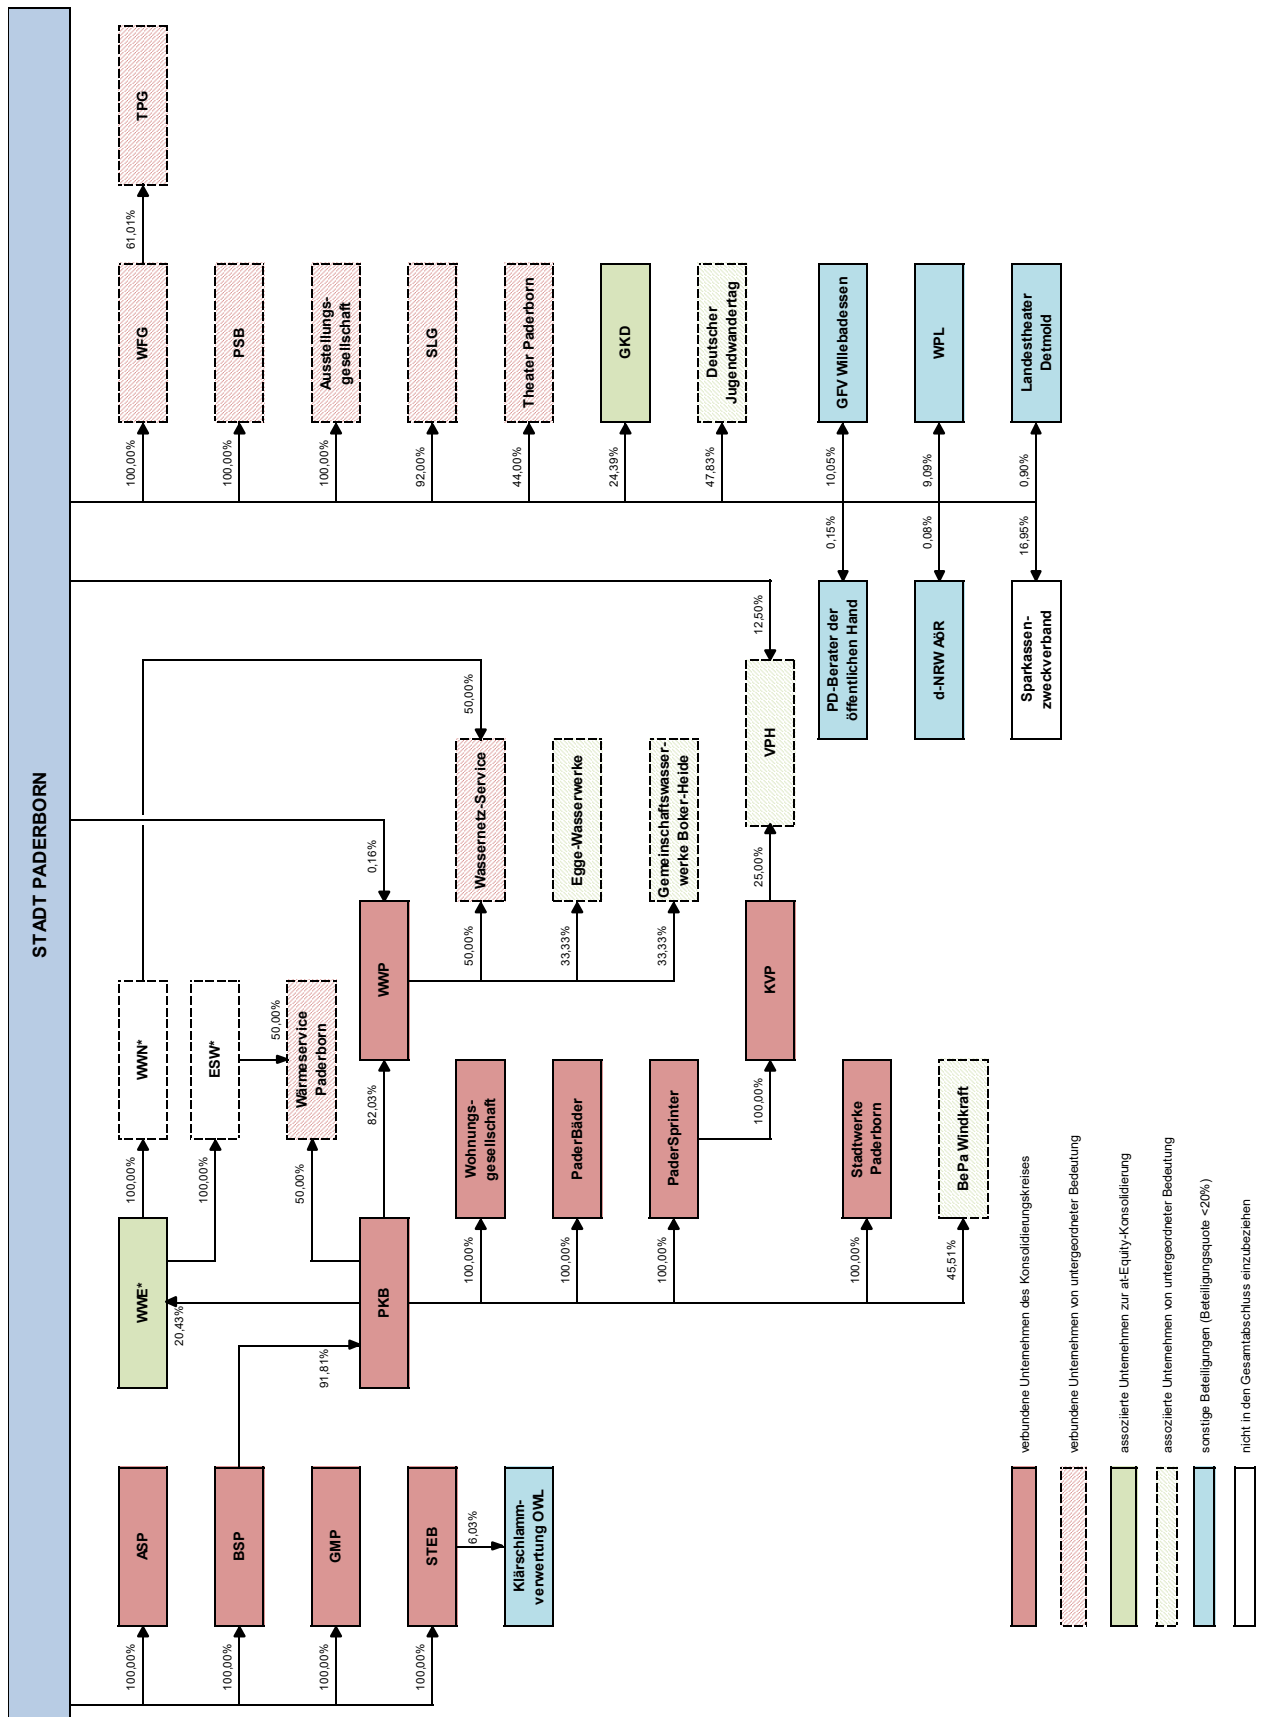 STADT PADERBORN
100,00%
ASP
100,00%
BSP
100,00%
GMP
100,00%
STEB
6,03%
Klärschlamm-
verwertung OWL
91,81%
WWE*
20,43%
PKB
100,00%
WWN*
100,00%
ESW*
50,00%
50,00%
Wärmeservice
Paderborn
82,03%
0,16%
WWP
100,00%
Wohnungs-
gesellschaft
100,00%
PaderBäder
100,00%
PaderSprinter
100,00%
KVP
100,00%
Stadtwerke
Paderborn
45,51%
BePa Windkraft
50,00%
50,00%
Wassernetz-Service
33,33%
Egge-Wasserwerke
33,33%
Gemeinschaftswasser-
werke Boker-Heide
25,00%
12,50%
VPH
100,00%
WFG
61,01%
TPG
100,00%
PSB
100,00%
Ausstellungs-
gesellschaft
92,00%
SLG
44,00%
Theater Paderborn
24,39%
GKD
47,83%
Deutscher
Jugendwandertag
0,15%
10,05%
PD-Berater der
öffentlichen Hand
GFV Willebadessen
0,08%
9,09%
d-NRW AöR
WPL
16,95%
0,90%
Sparkassen-
zweckverband
Landestheater
Detmold
verbundene Unternehmen des Konsolidierungskreises
verbundene Unternehmen von untergeordneter Bedeutung
assoziierte Unternehmen zur at-Equity-Konsolidierung
assoziierte Unternehmen von untergeordneter Bedeutung
sonstige Beteiligungen (Beteiligungsquote <20%)
nicht in den Gesamtabschluss einzubeziehen